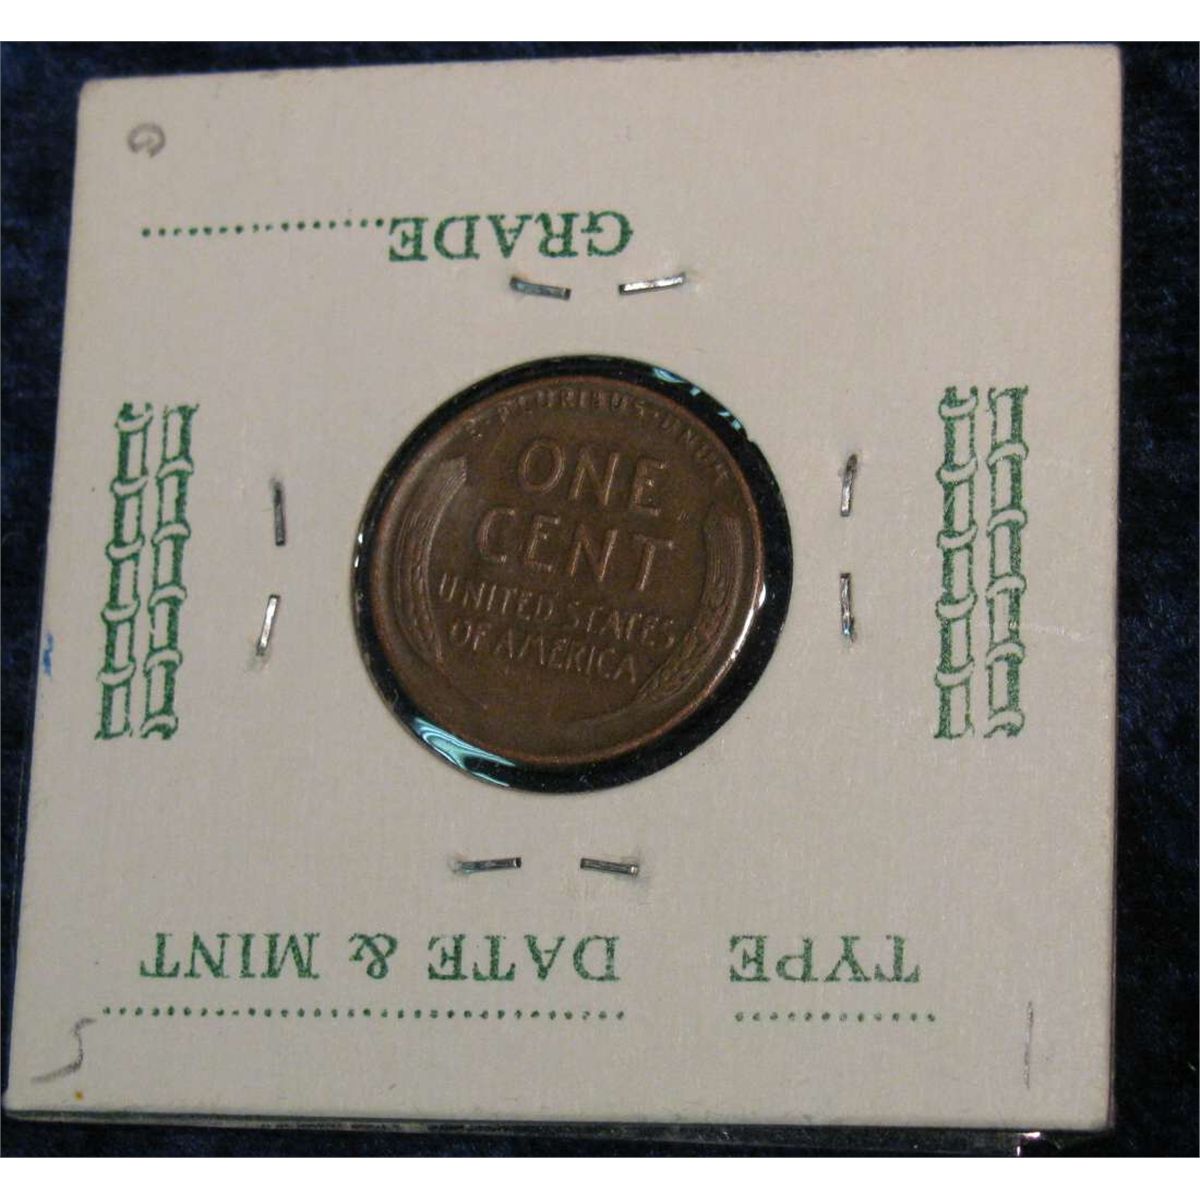 GRADE
E·PLURIBUS·UNUM
ONE
CENT
UNITED STATES
OF AMERICA
TYPE
DATE & MINT